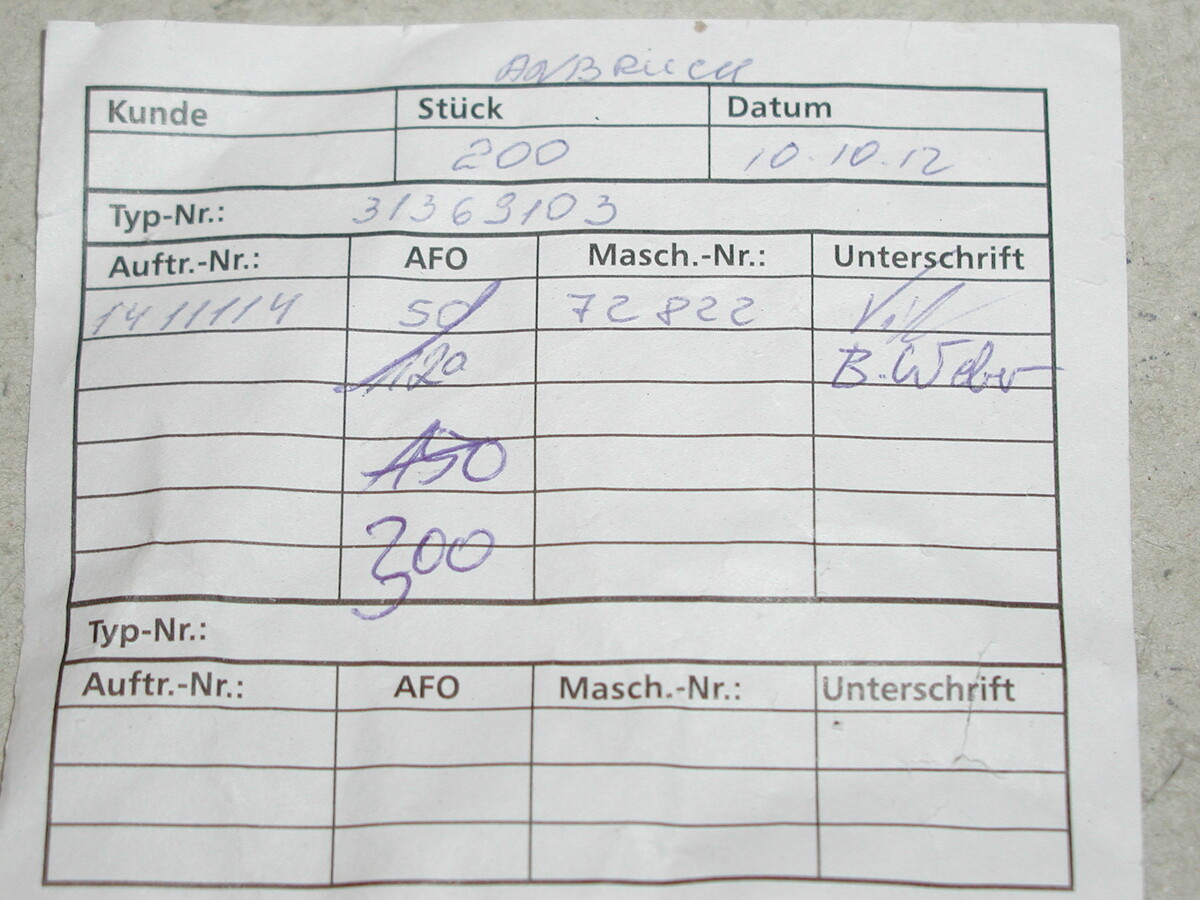 ANBRUCH
Kunde Stück Datum
200 10.10.12
Typ-Nr.: 31369103
Auftr.-Nr.: AFO Masch.-Nr.: Unterschrift
1411114 50 72822
120 B. Weber
150
300
Typ-Nr.:
Auftr.-Nr.: AFO Masch.-Nr.: Unterschrift